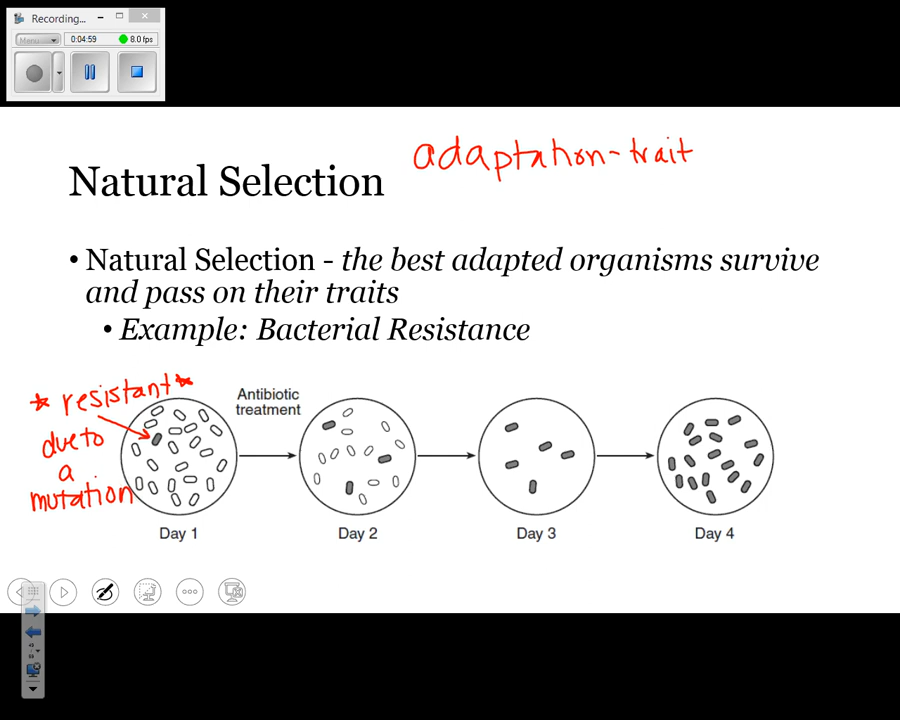 Recording...
Menu
0:04:59
8.0 fps
adaptation-trait
Natural Selection
• Natural Selection - the best adapted organisms survive
and pass on their traits
• Example: Bacterial Resistance
* resistant *
due to
a
mutation
Antibiotic
treatment
Day 1
Day 2
Day 3
Day 4